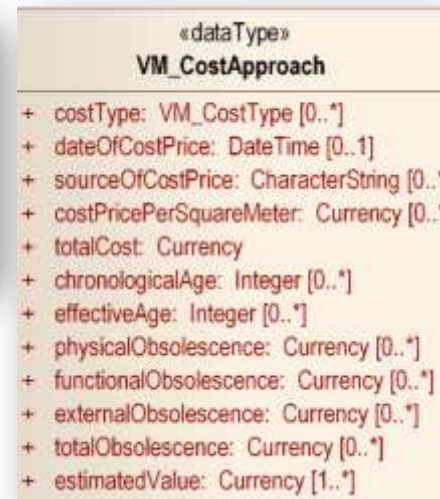 «dataType»
VM_CostApproach
+ costType: VM_CostType [0..*]
+ dateOfCostPrice: DateTime [0..1]
+ sourceOfCostPrice: CharacterString [0..*
+ costPricePerSquareMeter: Currency [0..*
+ totalCost: Currency
+ chronologicalAge: Integer [0..*]
+ effectiveAge: Integer [0..*]
+ physicalObsolescence: Currency [0..*]
+ functionalObsolescence: Currency [0..*]
+ externalObsolescence: Currency [0..*]
+ totalObsolescence: Currency [0..*]
+ estimatedValue: Currency [1..*]